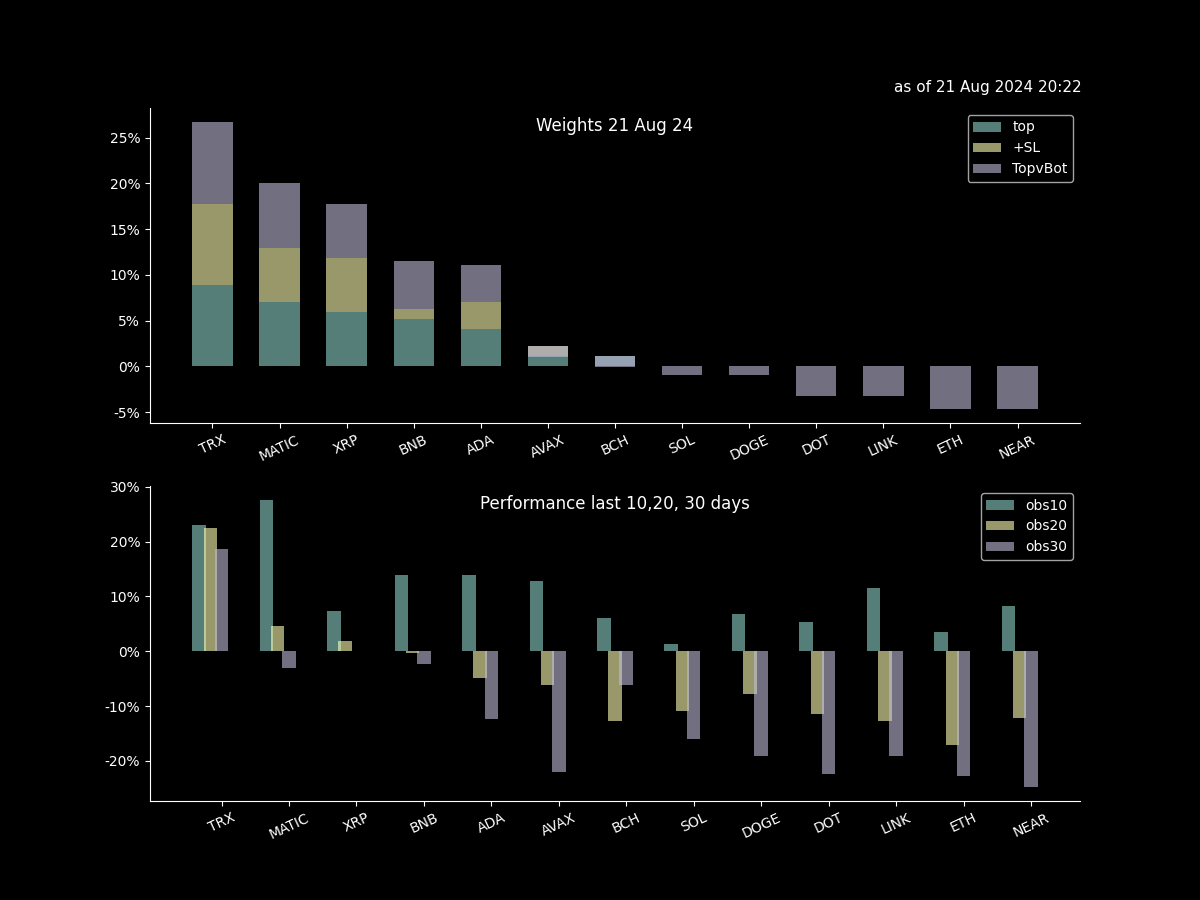 as of 21 Aug 2024 20:22
Weights 21 Aug 24
top
+SL
TopvBot
25%
20%
15%
10%
5%
0%
-5%
TRX MATIC XRP BNB ADA AVAX BCH SOL DOGE DOT LINK ETH NEAR
Performance last 10,20, 30 days
obs10
obs20
obs30
30%
20%
10%
0%
-10%
-20%
TRX MATIC XRP BNB ADA AVAX BCH SOL DOGE DOT LINK ETH NEAR